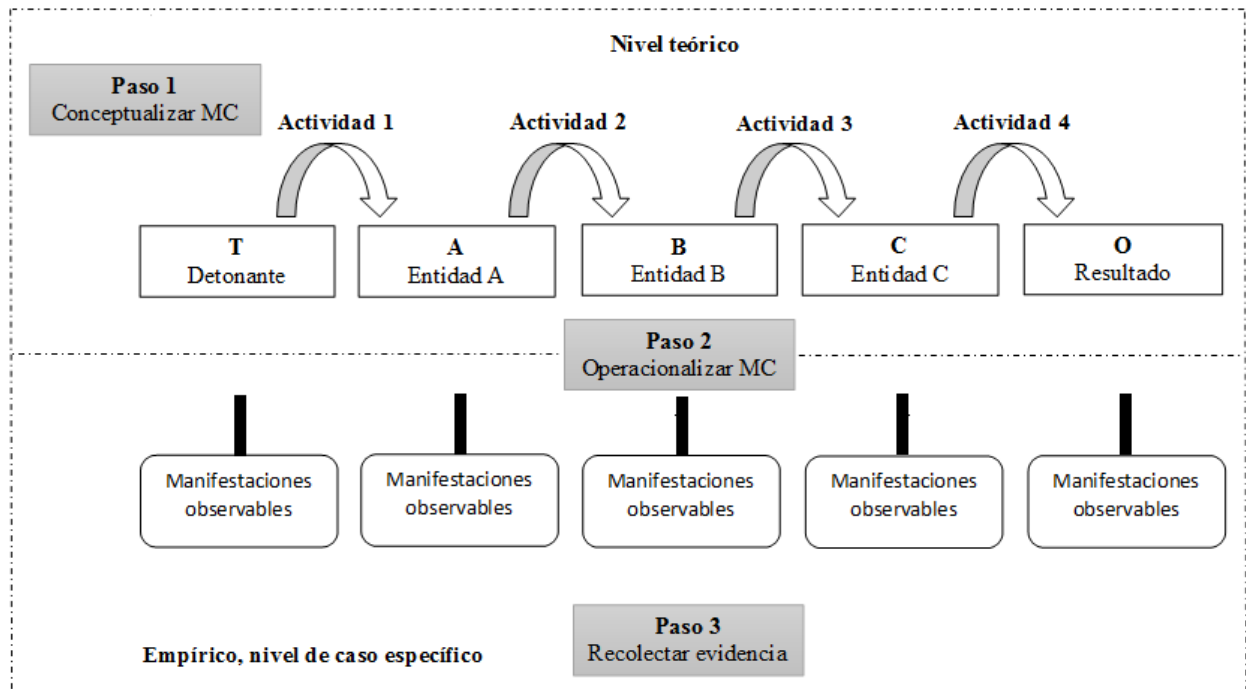 Nivel teórico
Paso 1
Conceptualizar MC
Actividad 1
Actividad 2
Actividad 3
Actividad 4
T
Detonante
A
Entidad A
B
Entidad B
C
Entidad C
O
Resultado
Paso 2
Operacionalizar MC
Manifestaciones
observables
Manifestaciones
observables
Manifestaciones
observables
Manifestaciones
observables
Manifestaciones
observables
Paso 3
Recolectar evidencia
Empírico, nivel de caso específico